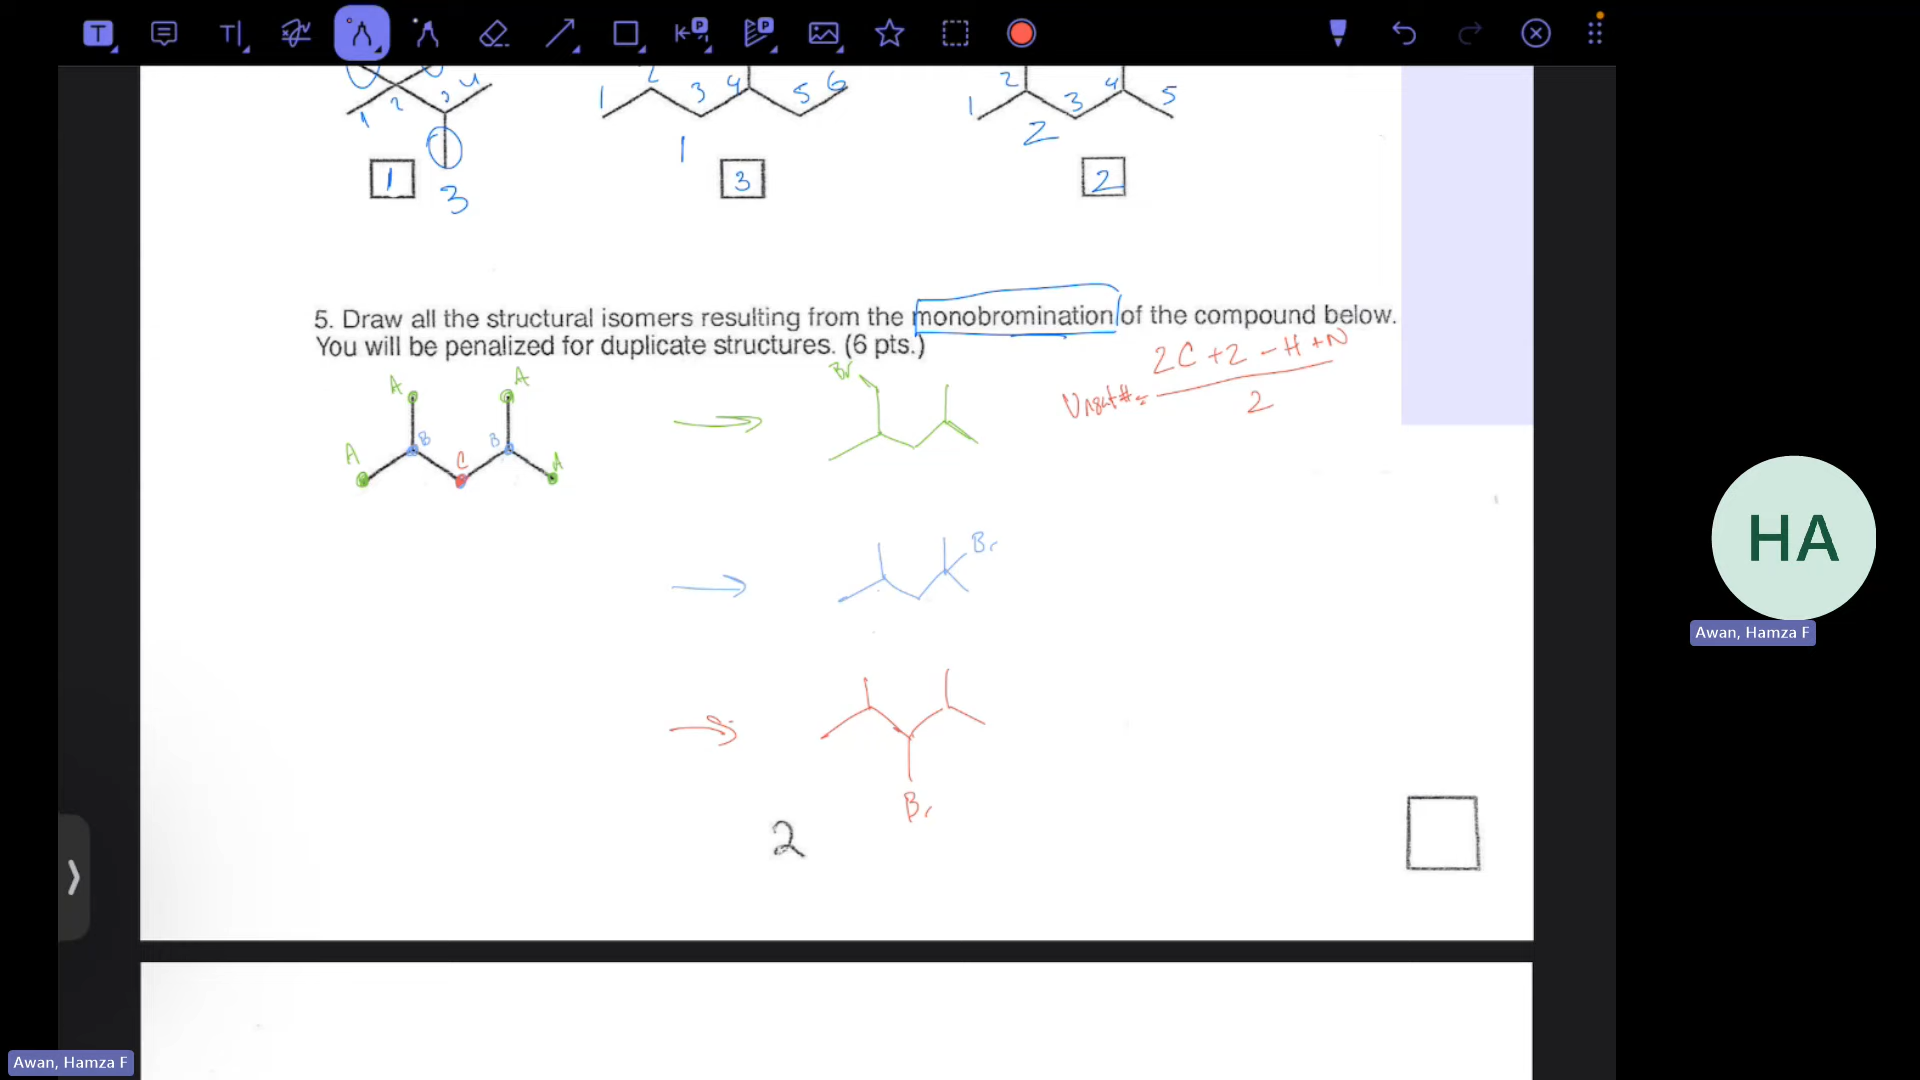 T T P P
2 3 4
1
1 2 3 4 5 6
1
1 2 3 4 5
2
1 3 3 2
5. Draw all the structural isomers resulting from the monobromination of the compound below.
You will be penalized for duplicate structures. (6 pts.)
2C+2-H+N
Unsat#=
2
A A Br
B B
A C A
Br
Br
2
HA
Awan, Hamza F
Awan, Hamza F